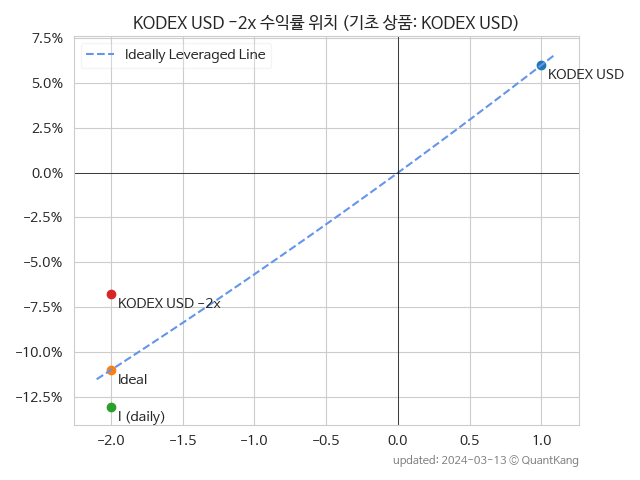 KODEX USD -2x 수익률 위치 (기초 상품: KODEX USD)
7.5%
Ideally Leveraged Line
5.0%
KODEX USD
2.5%
0.0%
-2.5%
-5.0%
-7.5%
KODEX USD -2x
-10.0%
Ideal
-12.5%
I (daily)
-2.0 -1.5 -1.0 -0.5 0.0 0.5 1.0
updated: 2024-03-13 © QuantKang